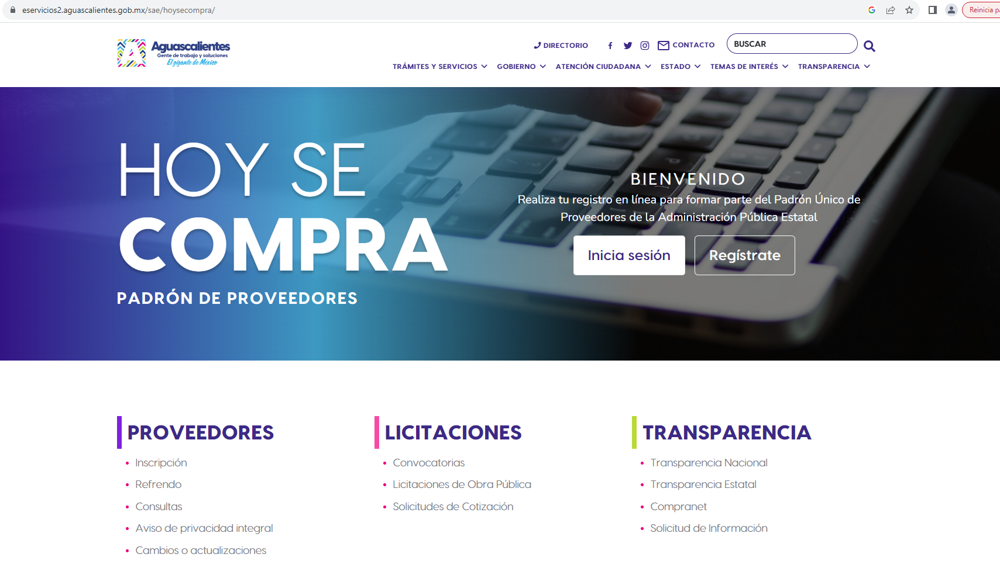 eservicios2.aguascalientes.gob.mx/sae/hoysecompra/
Reinicia
Aguascalientes
Gente de trabajo y soluciones
El gigante de México
DIRECTORIO
CONTACTO
BUSCAR
TRÁMITES Y SERVICIOS
GOBIERNO
ATENCIÓN CIUDADANA
ESTADO
TEMAS DE INTERÉS
TRANSPARENCIA
HOY SE
COMPRA
PADRÓN DE PROVEEDORES
BIENVENIDO
Realiza tu registro en línea para formar parte del Padrón Único de
Proveedores de la Administración Pública Estatal
Inicia sesión
Regístrate
PROVEEDORES
Inscripción
Refrendo
Consultas
Aviso de privacidad integral
Cambios o actualizaciones
LICITACIONES
Convocatorias
Licitaciones de Obra Pública
Solicitudes de Cotización
TRANSPARENCIA
Transparencia Nacional
Transparencia Estatal
Compranet
Solicitud de Información